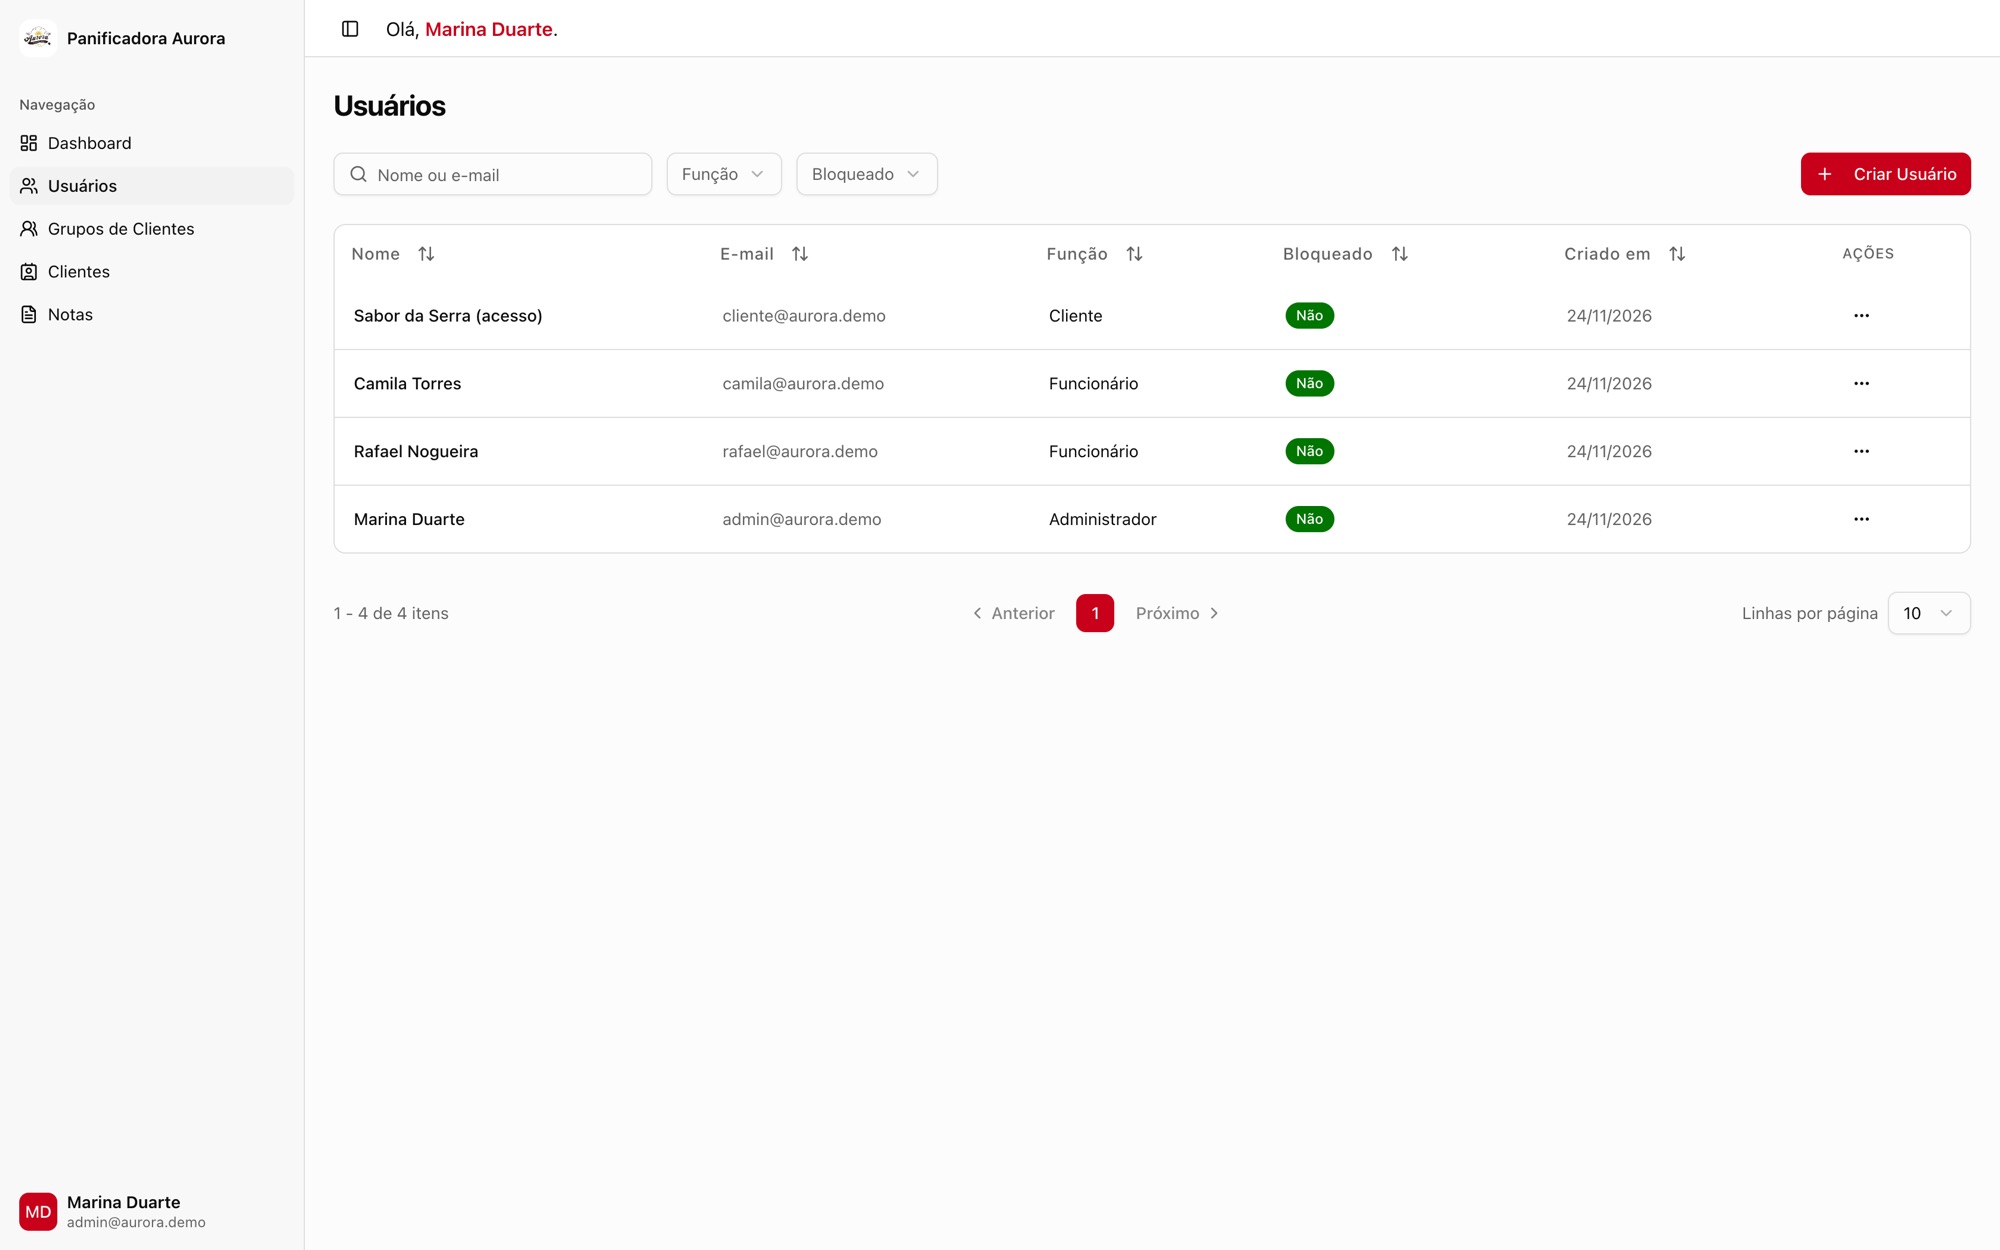 Panificadora Aurora
Navegação
Dashboard
Usuários
Grupos de Clientes
Clientes
Notas
Marina Duarte
admin@aurora.demo
MD
Olá, Marina Duarte.
Usuários
Nome ou e-mail
Função
Bloqueado
Criar Usuário
Nome E-mail Função Bloqueado Criado em AÇÕES
Sabor da Serra (acesso) cliente@aurora.demo Cliente Não 24/11/2026
Camila Torres camila@aurora.demo Funcionário Não 24/11/2026
Rafael Nogueira rafael@aurora.demo Funcionário Não 24/11/2026
Marina Duarte admin@aurora.demo Administrador Não 24/11/2026
1 - 4 de 4 itens
Anterior 1 Próximo
Linhas por página 10